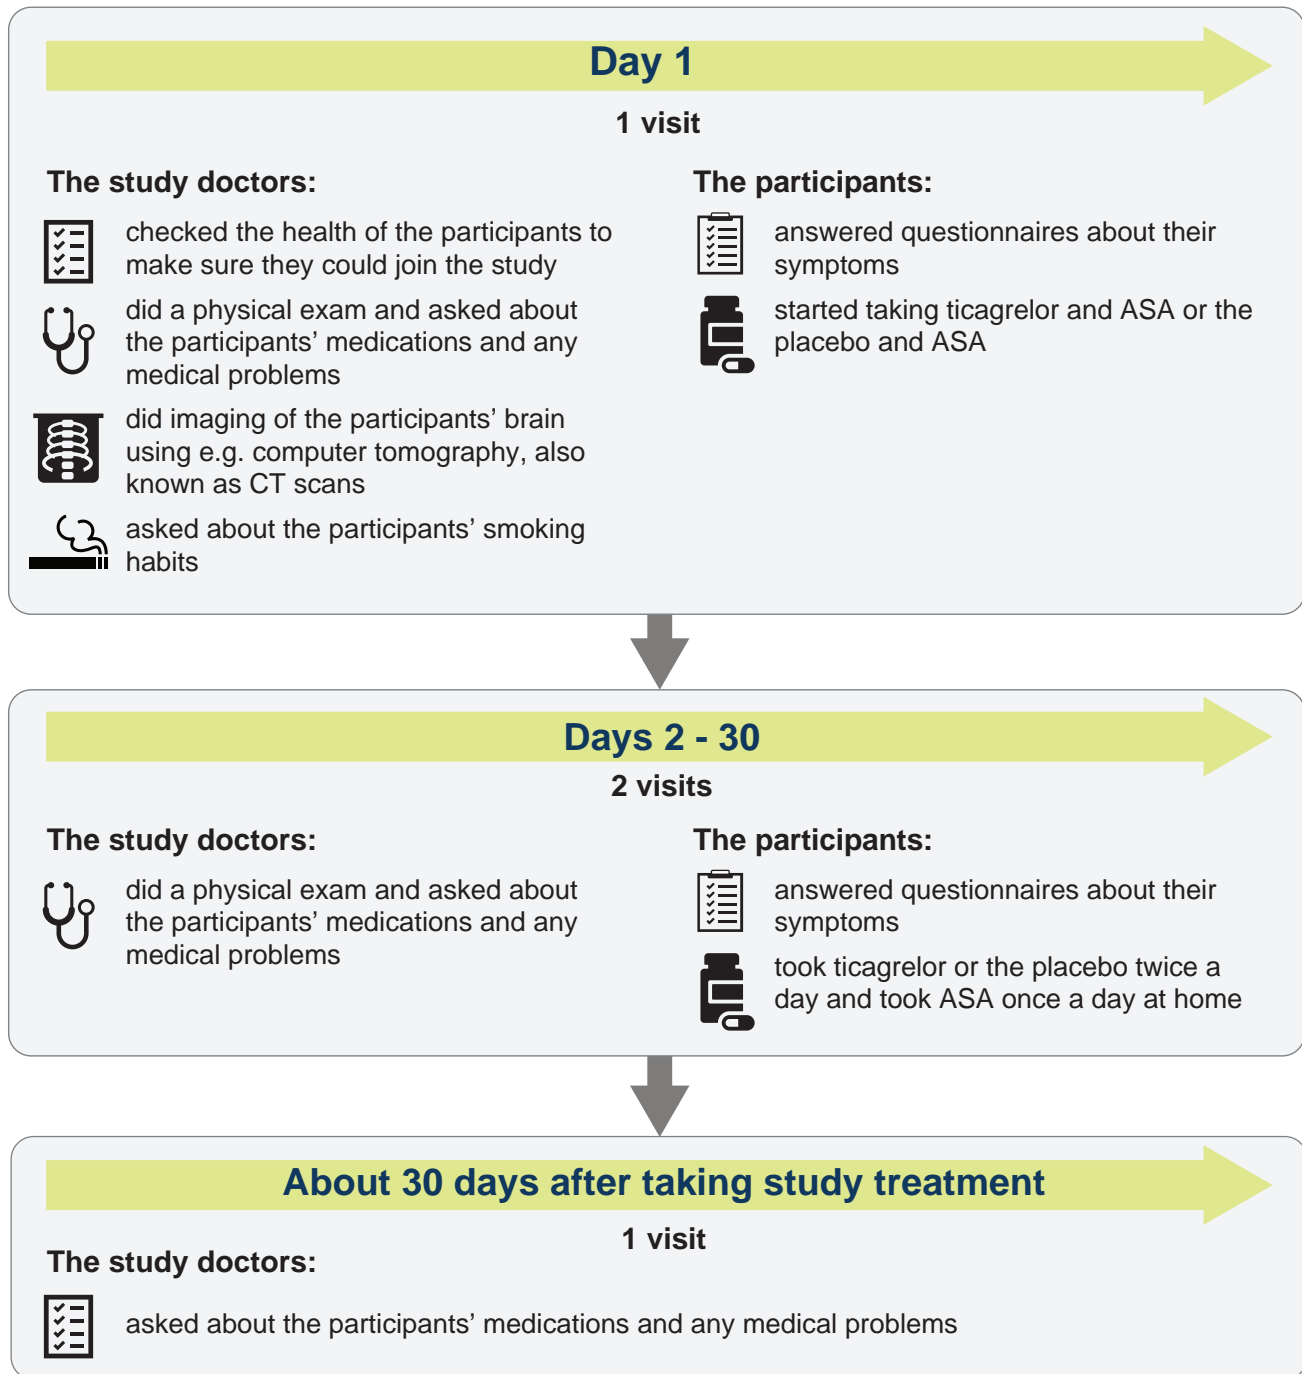 Day 1
1 visit
The study doctors:
checked the health of the participants to
make sure they could join the study
did a physical exam and asked about
the participants’ medications and any
medical problems
did imaging of the participants’ brain
using e.g. computer tomography, also
known as CT scans
asked about the participants’ smoking
habits
The participants:
answered questionnaires about their
symptoms
started taking ticagrelor and ASA or the
placebo and ASA
Days 2 - 30
2 visits
The study doctors:
did a physical exam and asked about
the participants’ medications and any
medical problems
The participants:
answered questionnaires about their
symptoms
took ticagrelor or the placebo twice a
day and took ASA once a day at home
About 30 days after taking study treatment
1 visit
The study doctors:
asked about the participants’ medications and any medical problems